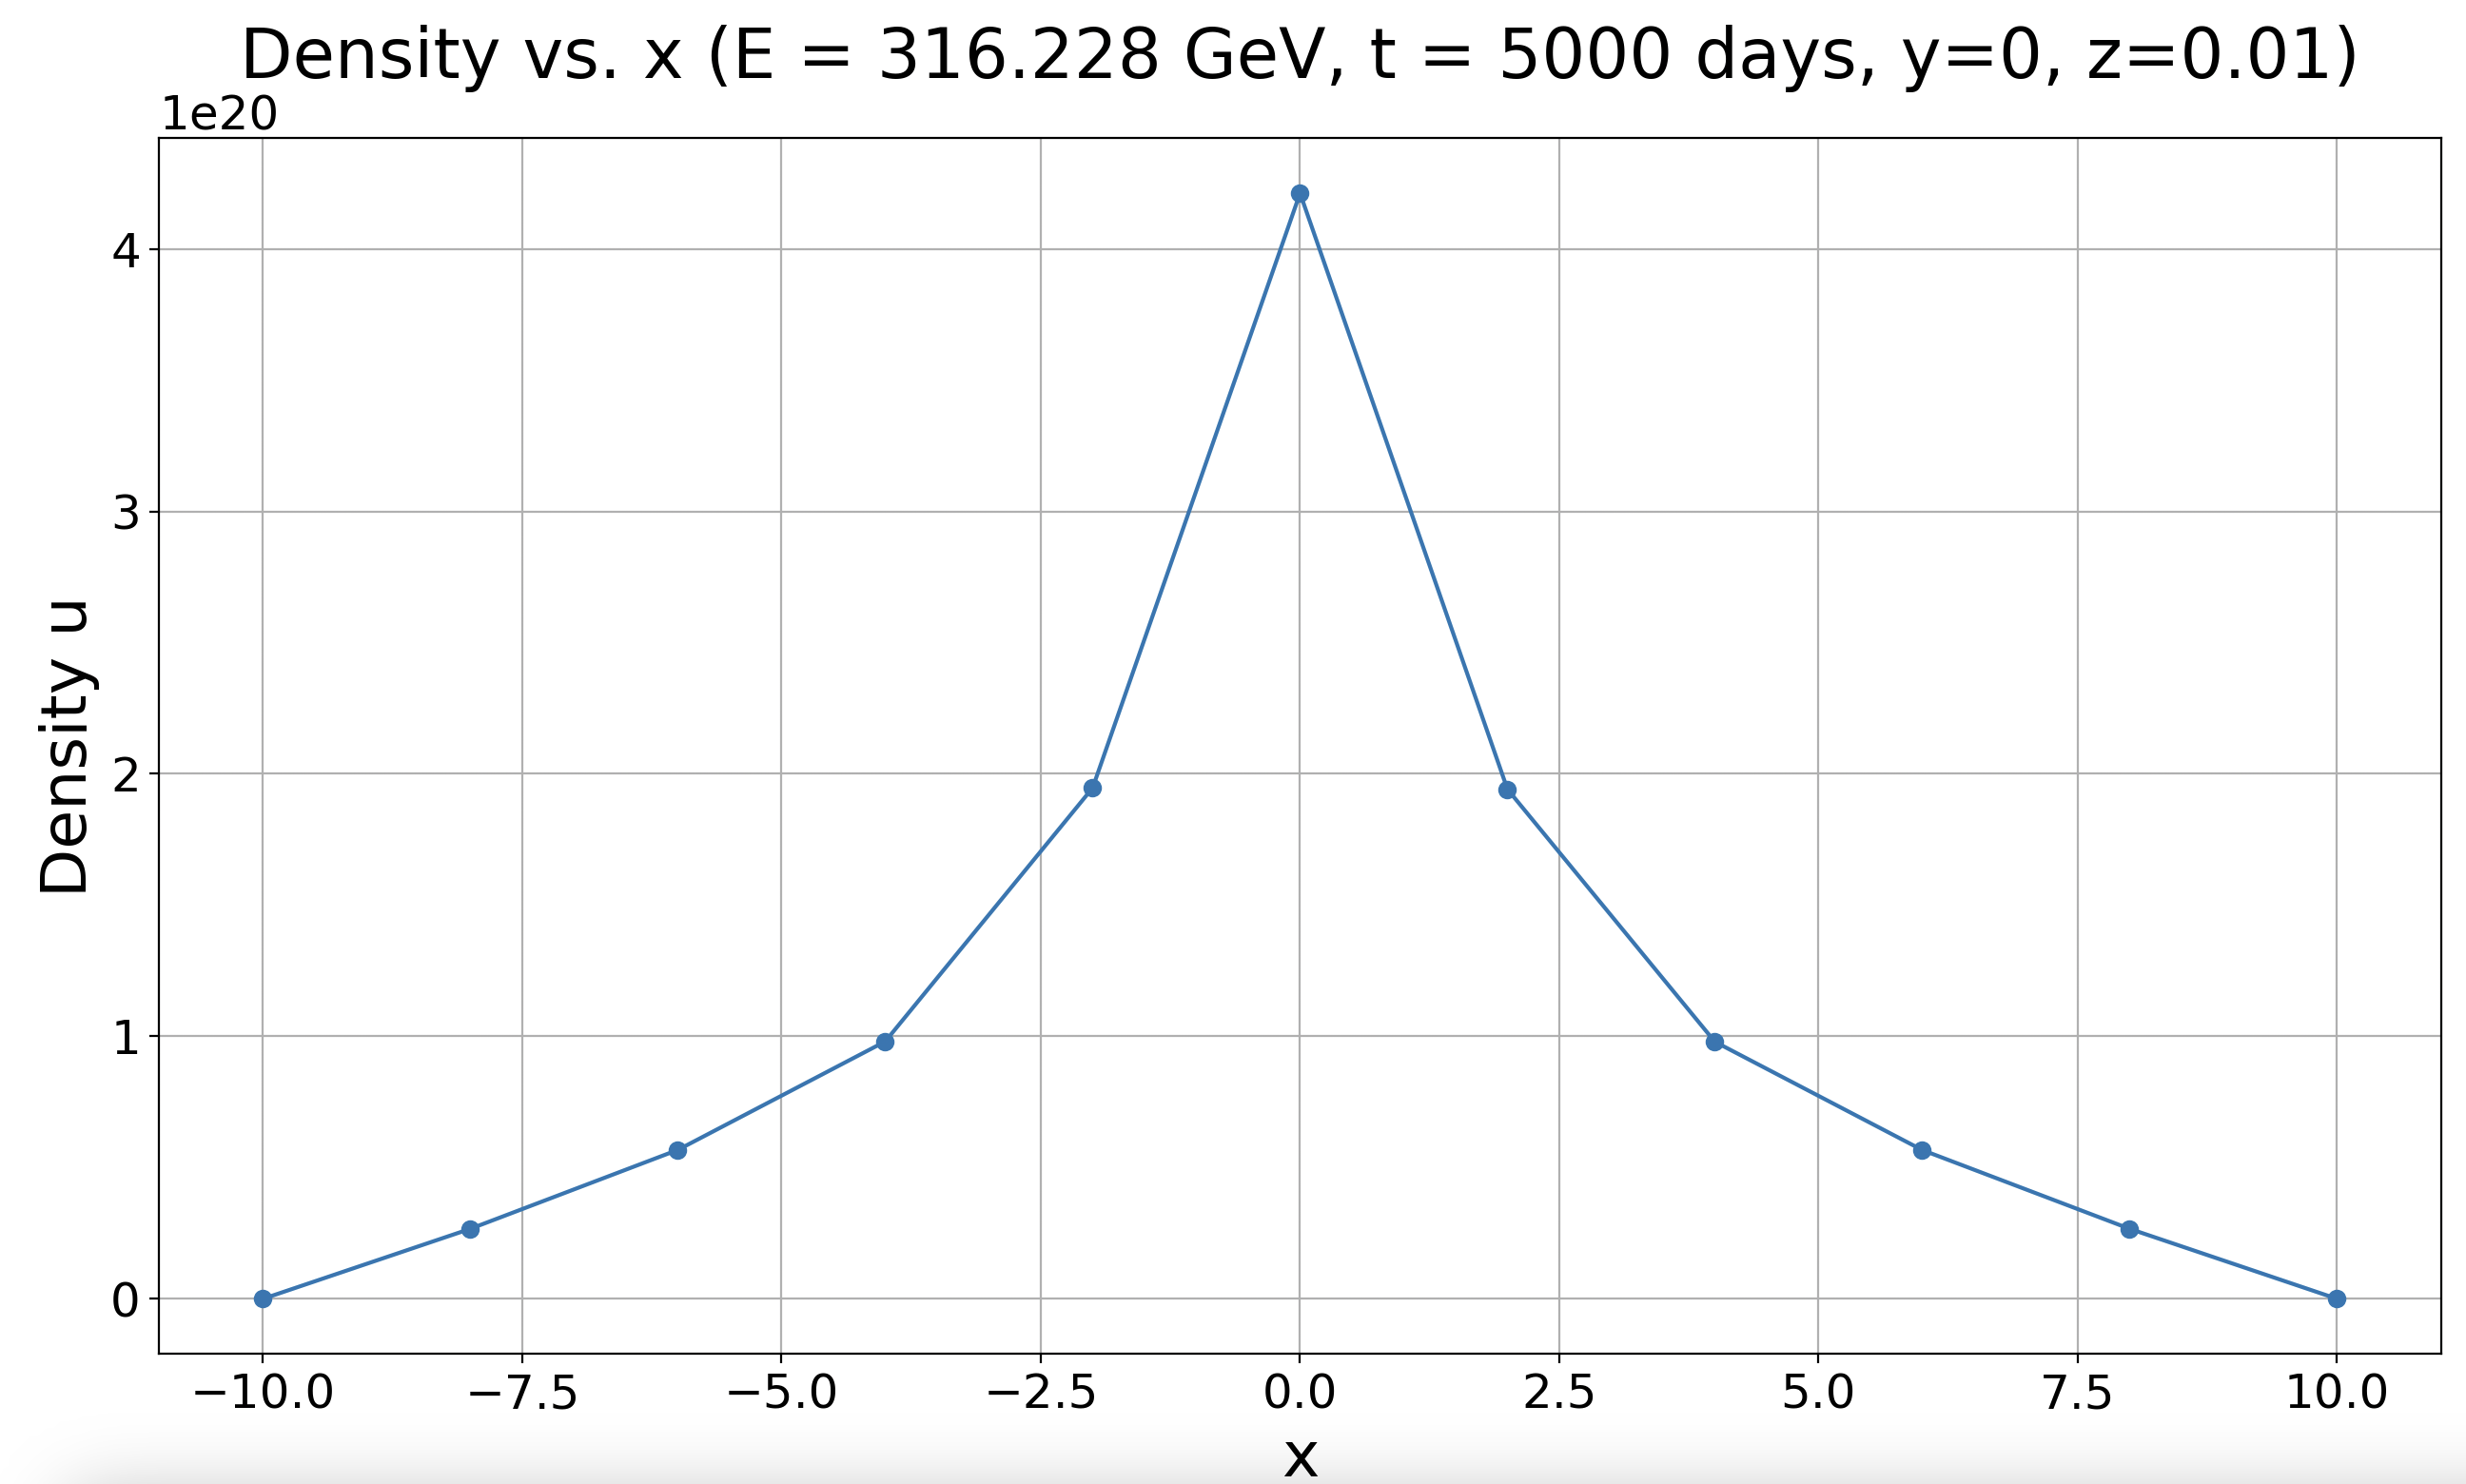 Density vs. x (E = 316.228 GeV, t = 5000 days, y=0, z=0.01)
1e20
4
3
2
1
0
Density u
−10.0 −7.5 −5.0 −2.5 0.0 2.5 5.0 7.5 10.0
x